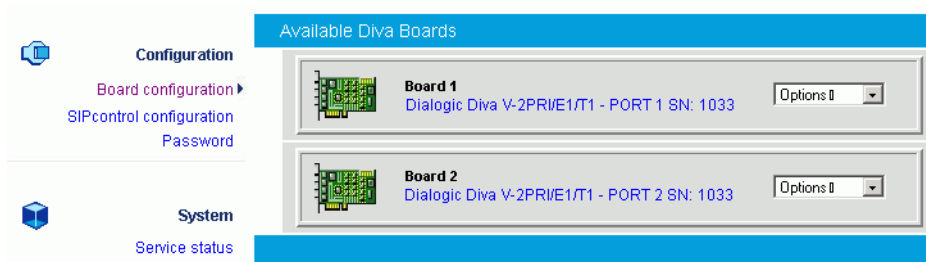 Configuration
Board configuration
SIPcontrol configuration
Password
System
Service status
Available Diva Boards
Board 1
Dialogic Diva V-2PRI/E1/T1 - PORT 1 SN: 1033
Options
Board 2
Dialogic Diva V-2PRI/E1/T1 - PORT 2 SN: 1033
Options